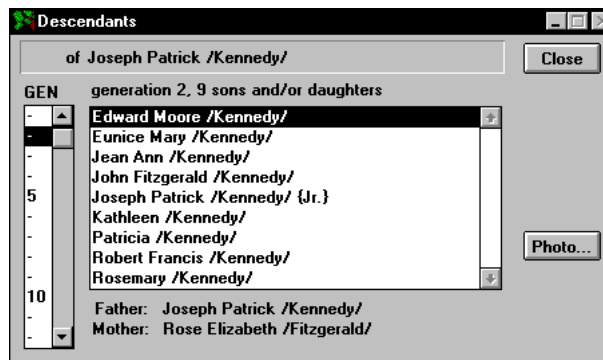 Descendants
of Joseph Patrick /Kennedy/
Close
GEN
generation 2, 9 sons and/or daughters
-
-
-
-
5
-
-
-
-
10
-
-
Edward Moore /Kennedy/
Eunice Mary /Kennedy/
Jean Ann /Kennedy/
John Fitzgerald /Kennedy/
Joseph Patrick /Kennedy/ {Jr.}
Kathleen /Kennedy/
Patricia /Kennedy/
Robert Francis /Kennedy/
Rosemary /Kennedy/
Photo...
Father: Joseph Patrick /Kennedy/
Mother: Rose Elizabeth /Fitzgerald/